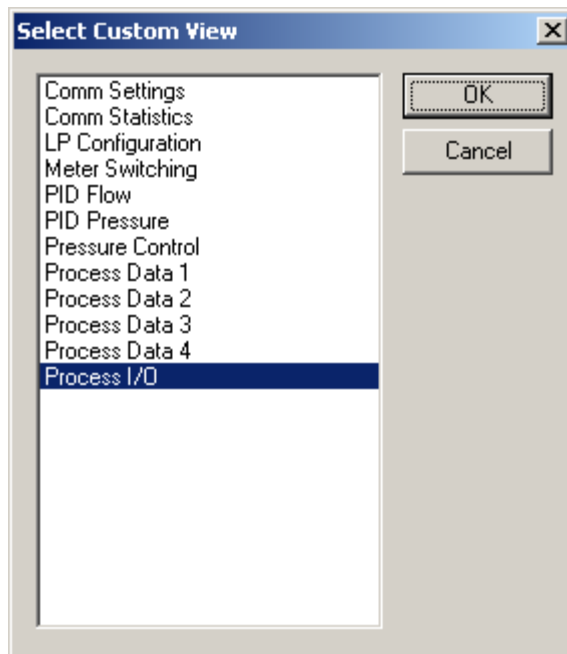 Select Custom View
Comm Settings
Comm Statistics
LP Configuration
Meter Switching
PID Flow
PID Pressure
Pressure Control
Process Data 1
Process Data 2
Process Data 3
Process Data 4
Process I/O
OK
Cancel